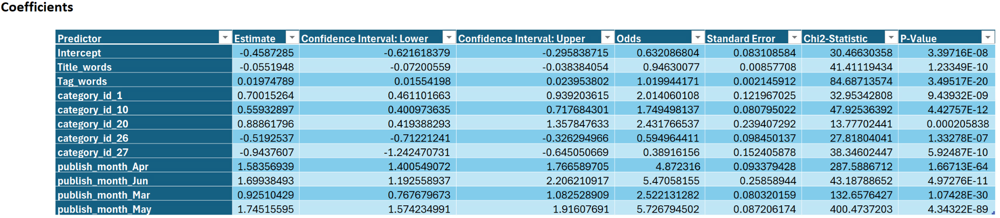 Coefficients
Predictor Estimate Confidence Interval: Lower Confidence Interval: Upper Odds Standard Error Chi2-Statistic P-Value
Intercept -0.4587285 -0.621618379 -0.295838715 0.632086804 0.083108584 30.46630358 3.39716E-08
Title_words -0.0551948 -0.07200559 -0.038384054 0.94630077 0.00857708 41.41119434 1.23349E-10
Tag_words 0.01974789 0.01554198 0.023953802 1.019944171 0.002145912 84.68713574 3.49517E-20
category_id_1 0.70015264 0.461101663 0.939203615 2.014060108 0.121967025 32.95342808 9.43932E-09
category_id_10 0.55932897 0.400973635 0.717684301 1.749498137 0.080795022 47.92536392 4.42757E-12
category_id_20 0.88861796 0.419388293 1.357847633 2.431766537 0.239407292 13.77702441 0.000205838
category_id_26 -0.5192537 -0.71221241 -0.326294966 0.594964411 0.098450137 27.81804041 1.33278E-07
category_id_27 -0.9437607 -1.242470731 -0.645050669 0.38916156 0.152405878 38.34602447 5.92487E-10
publish_month_Apr 1.58356939 1.400549072 1.766589705 4.872316 0.093379428 287.5886712 1.66713E-64
publish_month_Jun 1.69938493 1.192558937 2.206210917 5.47058155 0.25858944 43.18788652 4.97276E-11
publish_month_Mar 0.92510429 0.767679673 1.082528909 2.522131282 0.080320159 132.6576427 1.07428E-30
publish_month_May 1.74515595 1.574234991 1.91607691 5.726794502 0.087206174 400.4737203 4.34322E-89